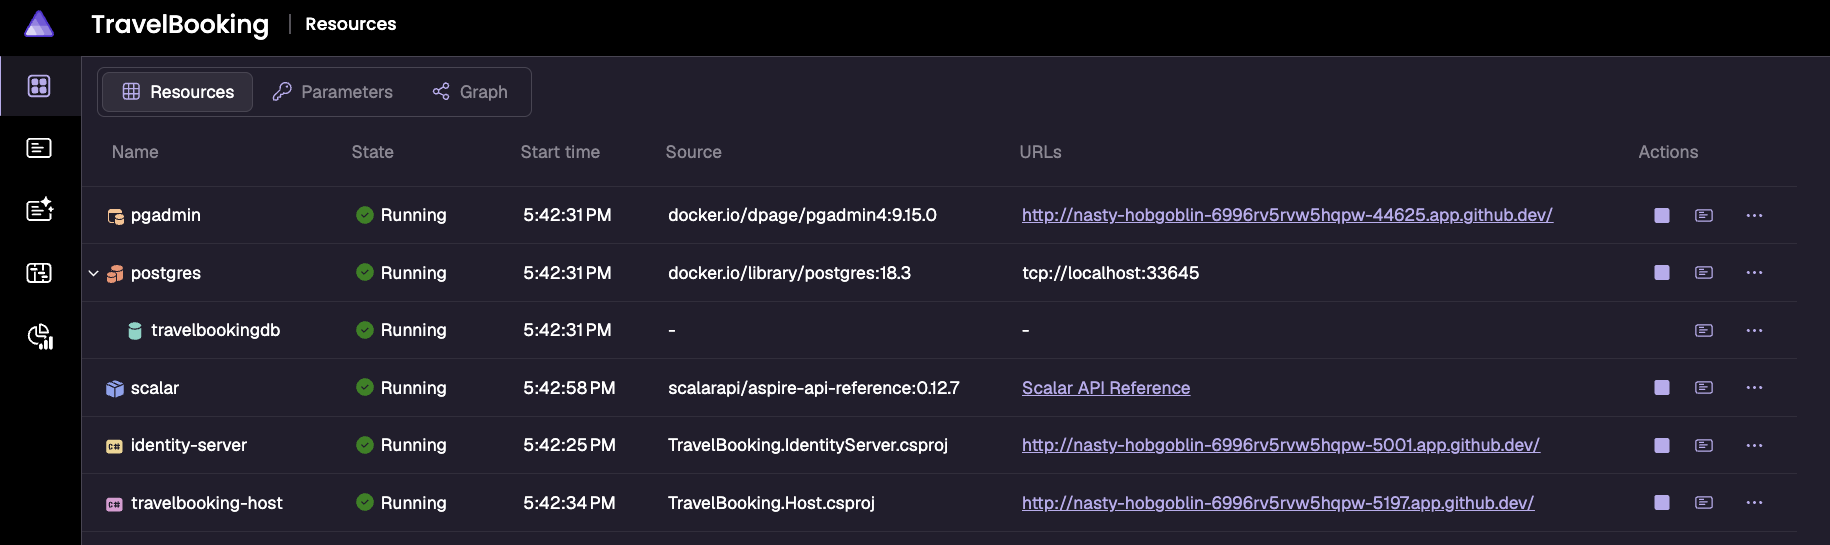 TravelBooking | Resources
Resources Parameters Graph
Name State Start time Source URLs Actions
pgadmin Running 5:42:31 PM docker.io/dpage/pgadmin4:9.15.0 http://nasty-hobgoblin-6996rv5rvw5hqpw-44625.app.github.dev/
postgres Running 5:42:31 PM docker.io/library/postgres:18.3 tcp://localhost:33645
travelbookingdb Running 5:42:31 PM - -
scalar Running 5:42:58 PM scalarapi/aspire-api-reference:0.12.7 Scalar API Reference
C# identity-server Running 5:42:25 PM TravelBooking.IdentityServer.csproj http://nasty-hobgoblin-6996rv5rvw5hqpw-5001.app.github.dev/
C# travelbooking-host Running 5:42:34 PM TravelBooking.Host.csproj http://nasty-hobgoblin-6996rv5rvw5hqpw-5197.app.github.dev/